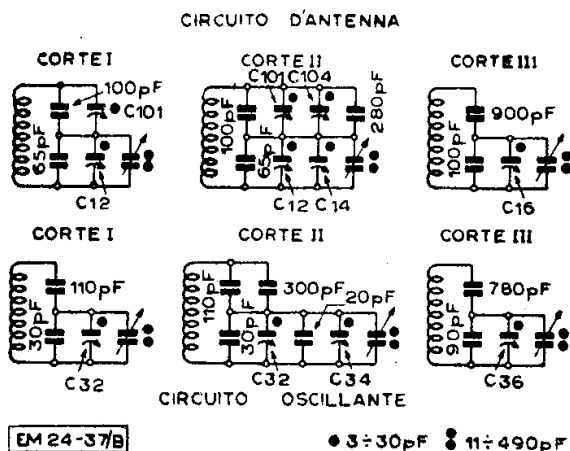 CIRCUITO D'ANTENNA
CORTE I
100pF
C101
65pF
C12
CORTE II
C101 C104
100pF
65pF
280pF
C12 C14
CORTE III
900pF
100pF
C16
CORTE I
110pF
30pF
C32
CORTE II
110pF
300pF
20pF
30pF
C32 C34
CORTE III
780pF
90pF
C36
CIRCUITO OSCILLANTE
EM 24-37/B
3÷30pF 11÷490pF